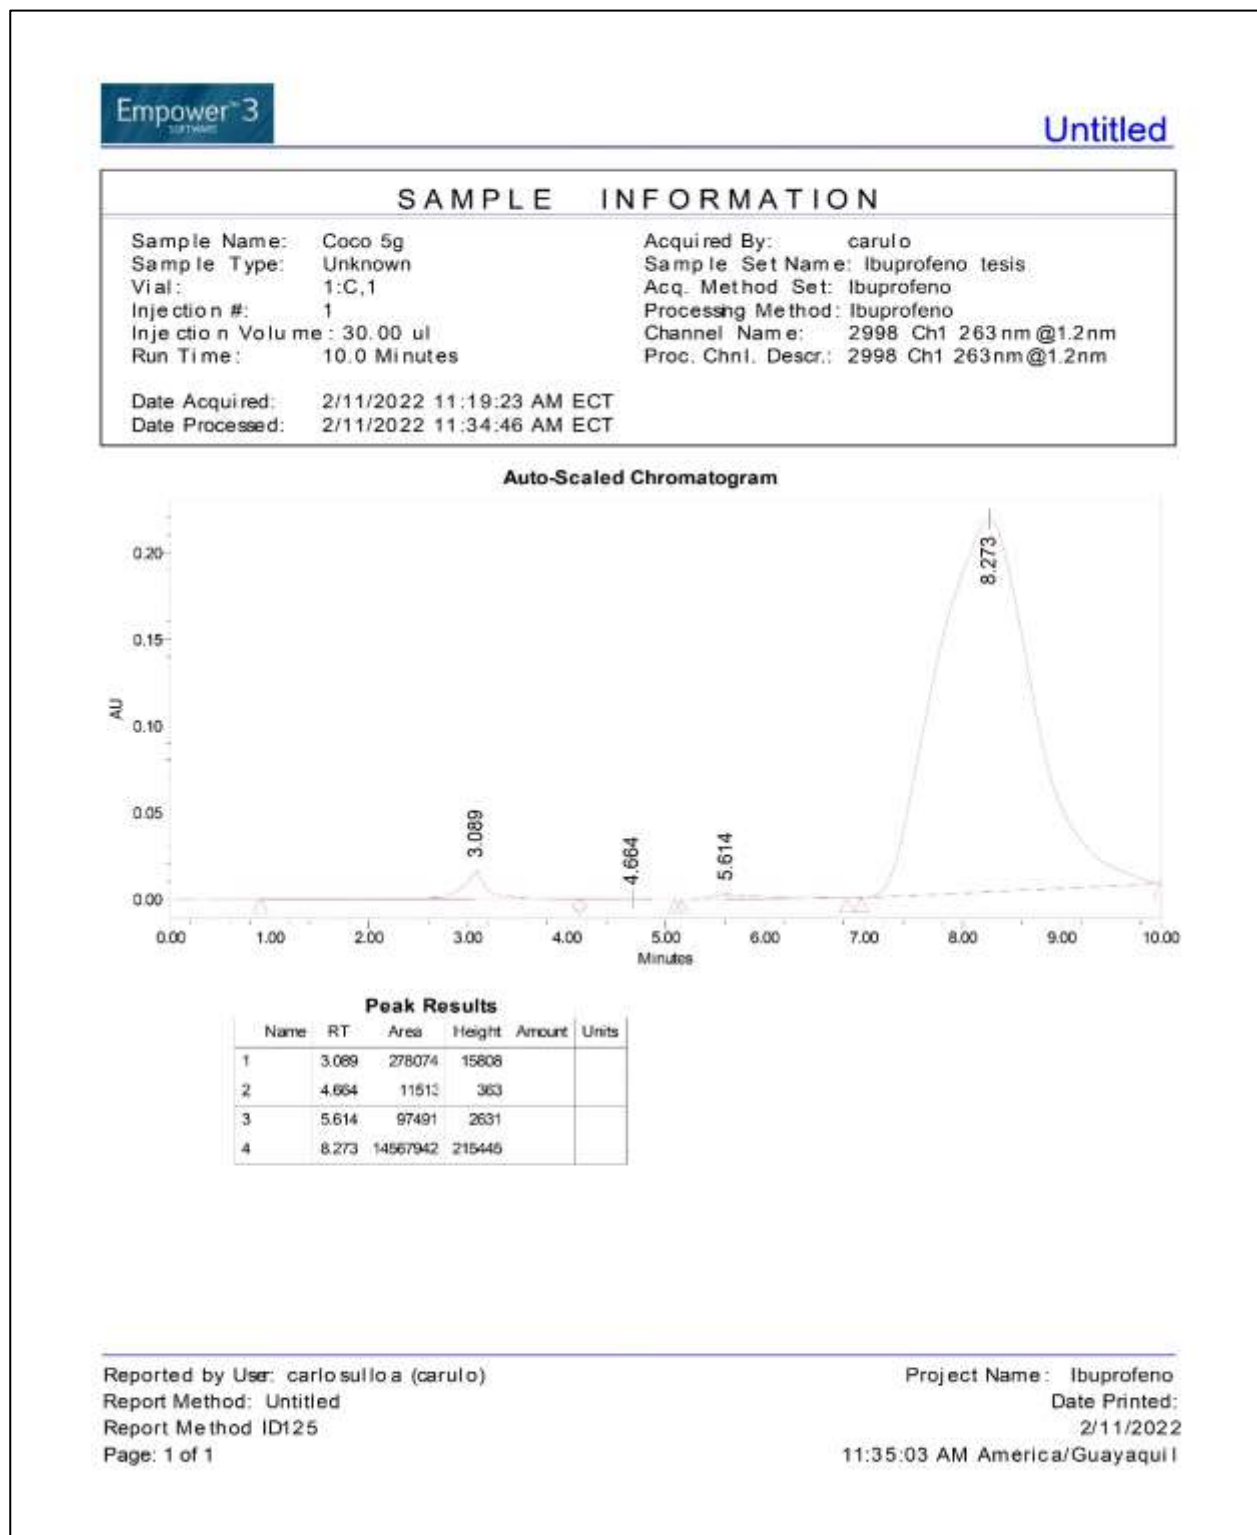 Empower™3
SOFTWARE
Untitled
SAMPLE INFORMATION
Sample Name: Coco 5g Acquired By: carulo
Sample Type: Unknown Sample Set Name: Ibuprofeno tesis
Vial: 1:C,1 Acq. Method Set: Ibuprofeno
Injection #: 1 Processing Method: Ibuprofeno
Injection Volume: 30.00 ul Channel Name: 2998 Ch1 263nm@1.2nm
Run Time: 10.0 Minutes Proc. Chnl. Descr.: 2998 Ch1 263nm@1.2nm
Date Acquired: 2/11/2022 11:19:23 AM ECT
Date Processed: 2/11/2022 11:34:46 AM ECT
Auto-Scaled Chromatogram
8.273
0.20
0.15
AU
0.10
0.05
3.089
4.664
5.614
0.00
0.00 1.00 2.00 3.00 4.00 5.00 6.00 7.00 8.00 9.00 10.00
Minutes
Peak Results
Name RT Area Height Amount Units
1 3.089 278074 15808
2 4.664 11513 363
3 5.614 97491 2631
4 8.273 14567942 215445
Reported by User: carlosulloa (carulo) Project Name: Ibuprofeno
Report Method: Untitled Date Printed:
Report Method ID125 2/11/2022
Page: 1 of 1 11:35:03 AM America/Guayaquil